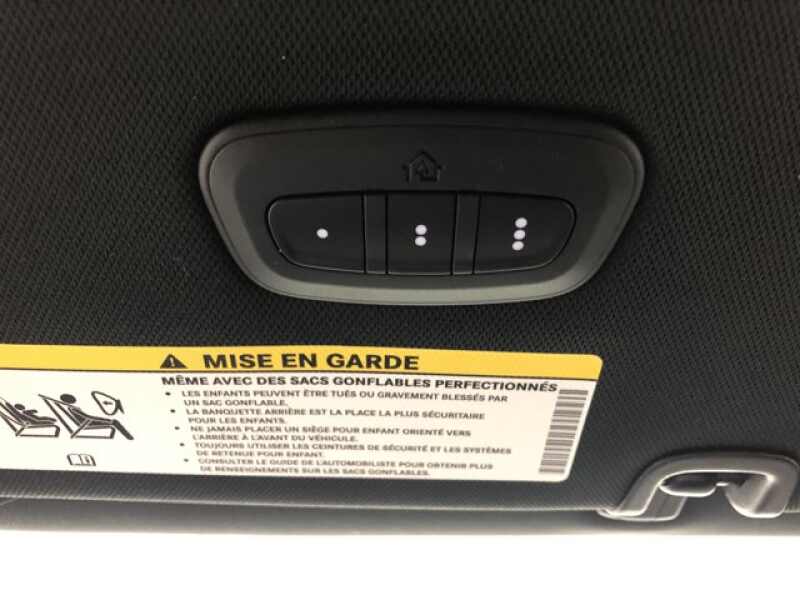 MISE EN GARDE
MÊME AVEC DES SACS GONFLABLES PERFECTIONNÉS
• LES ENFANTS PEUVENT ÊTRE TUÉS OU GRAVEMENT BLESSÉS PAR
UN SAC GONFLABLE.
• LA BANQUETTE ARRIÈRE EST LA PLACE LA PLUS SÉCURITAIRE
POUR LES ENFANTS.
• NE JAMAIS PLACER UN SIÈGE POUR ENFANT ORIENTÉ VERS
L'ARRIÈRE À L'AVANT DU VÉHICULE.
• TOUJOURS UTILISER LES CEINTURES DE SÉCURITÉ ET LES SYSTÈMES
DE RETENUE POUR ENFANT.
• CONSULTER LE GUIDE DE L'AUTOMOBILISTE POUR OBTENIR PLUS
DE RENSEIGNEMENTS SUR LES SACS GONFLABLES.